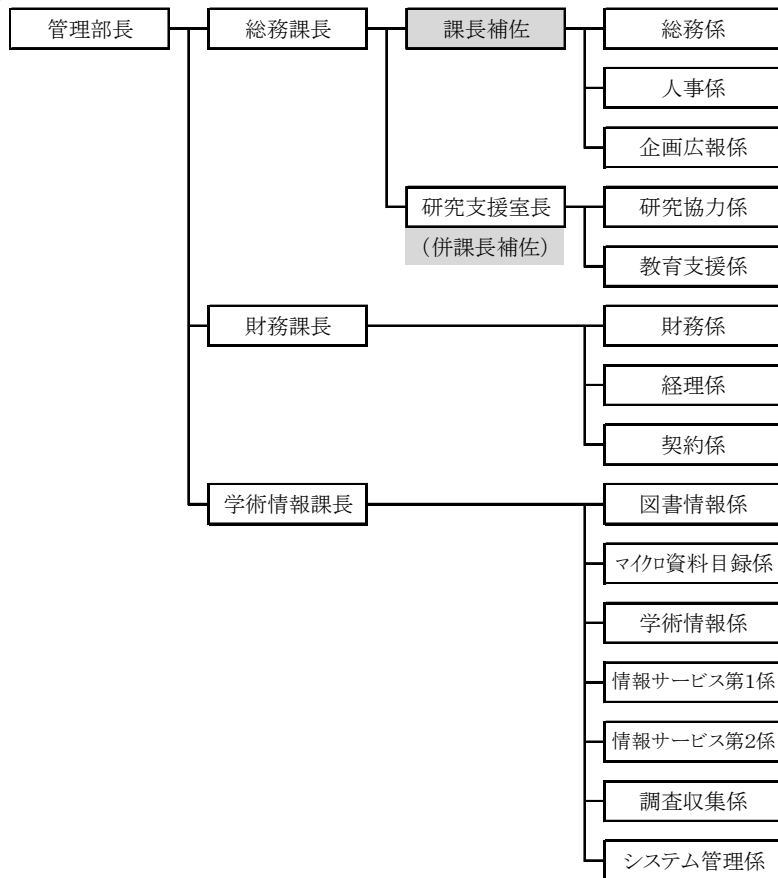 管理部長
総務課長
課長補佐
総務係
人事係
企画広報係
研究支援室長
（併課長補佐）
研究協力係
教育支援係
財務課長
財務係
経理係
契約係
学術情報課長
図書情報係
マイクロ資料目録係
学術情報係
情報サービス第1係
情報サービス第2係
調査収集係
システム管理係